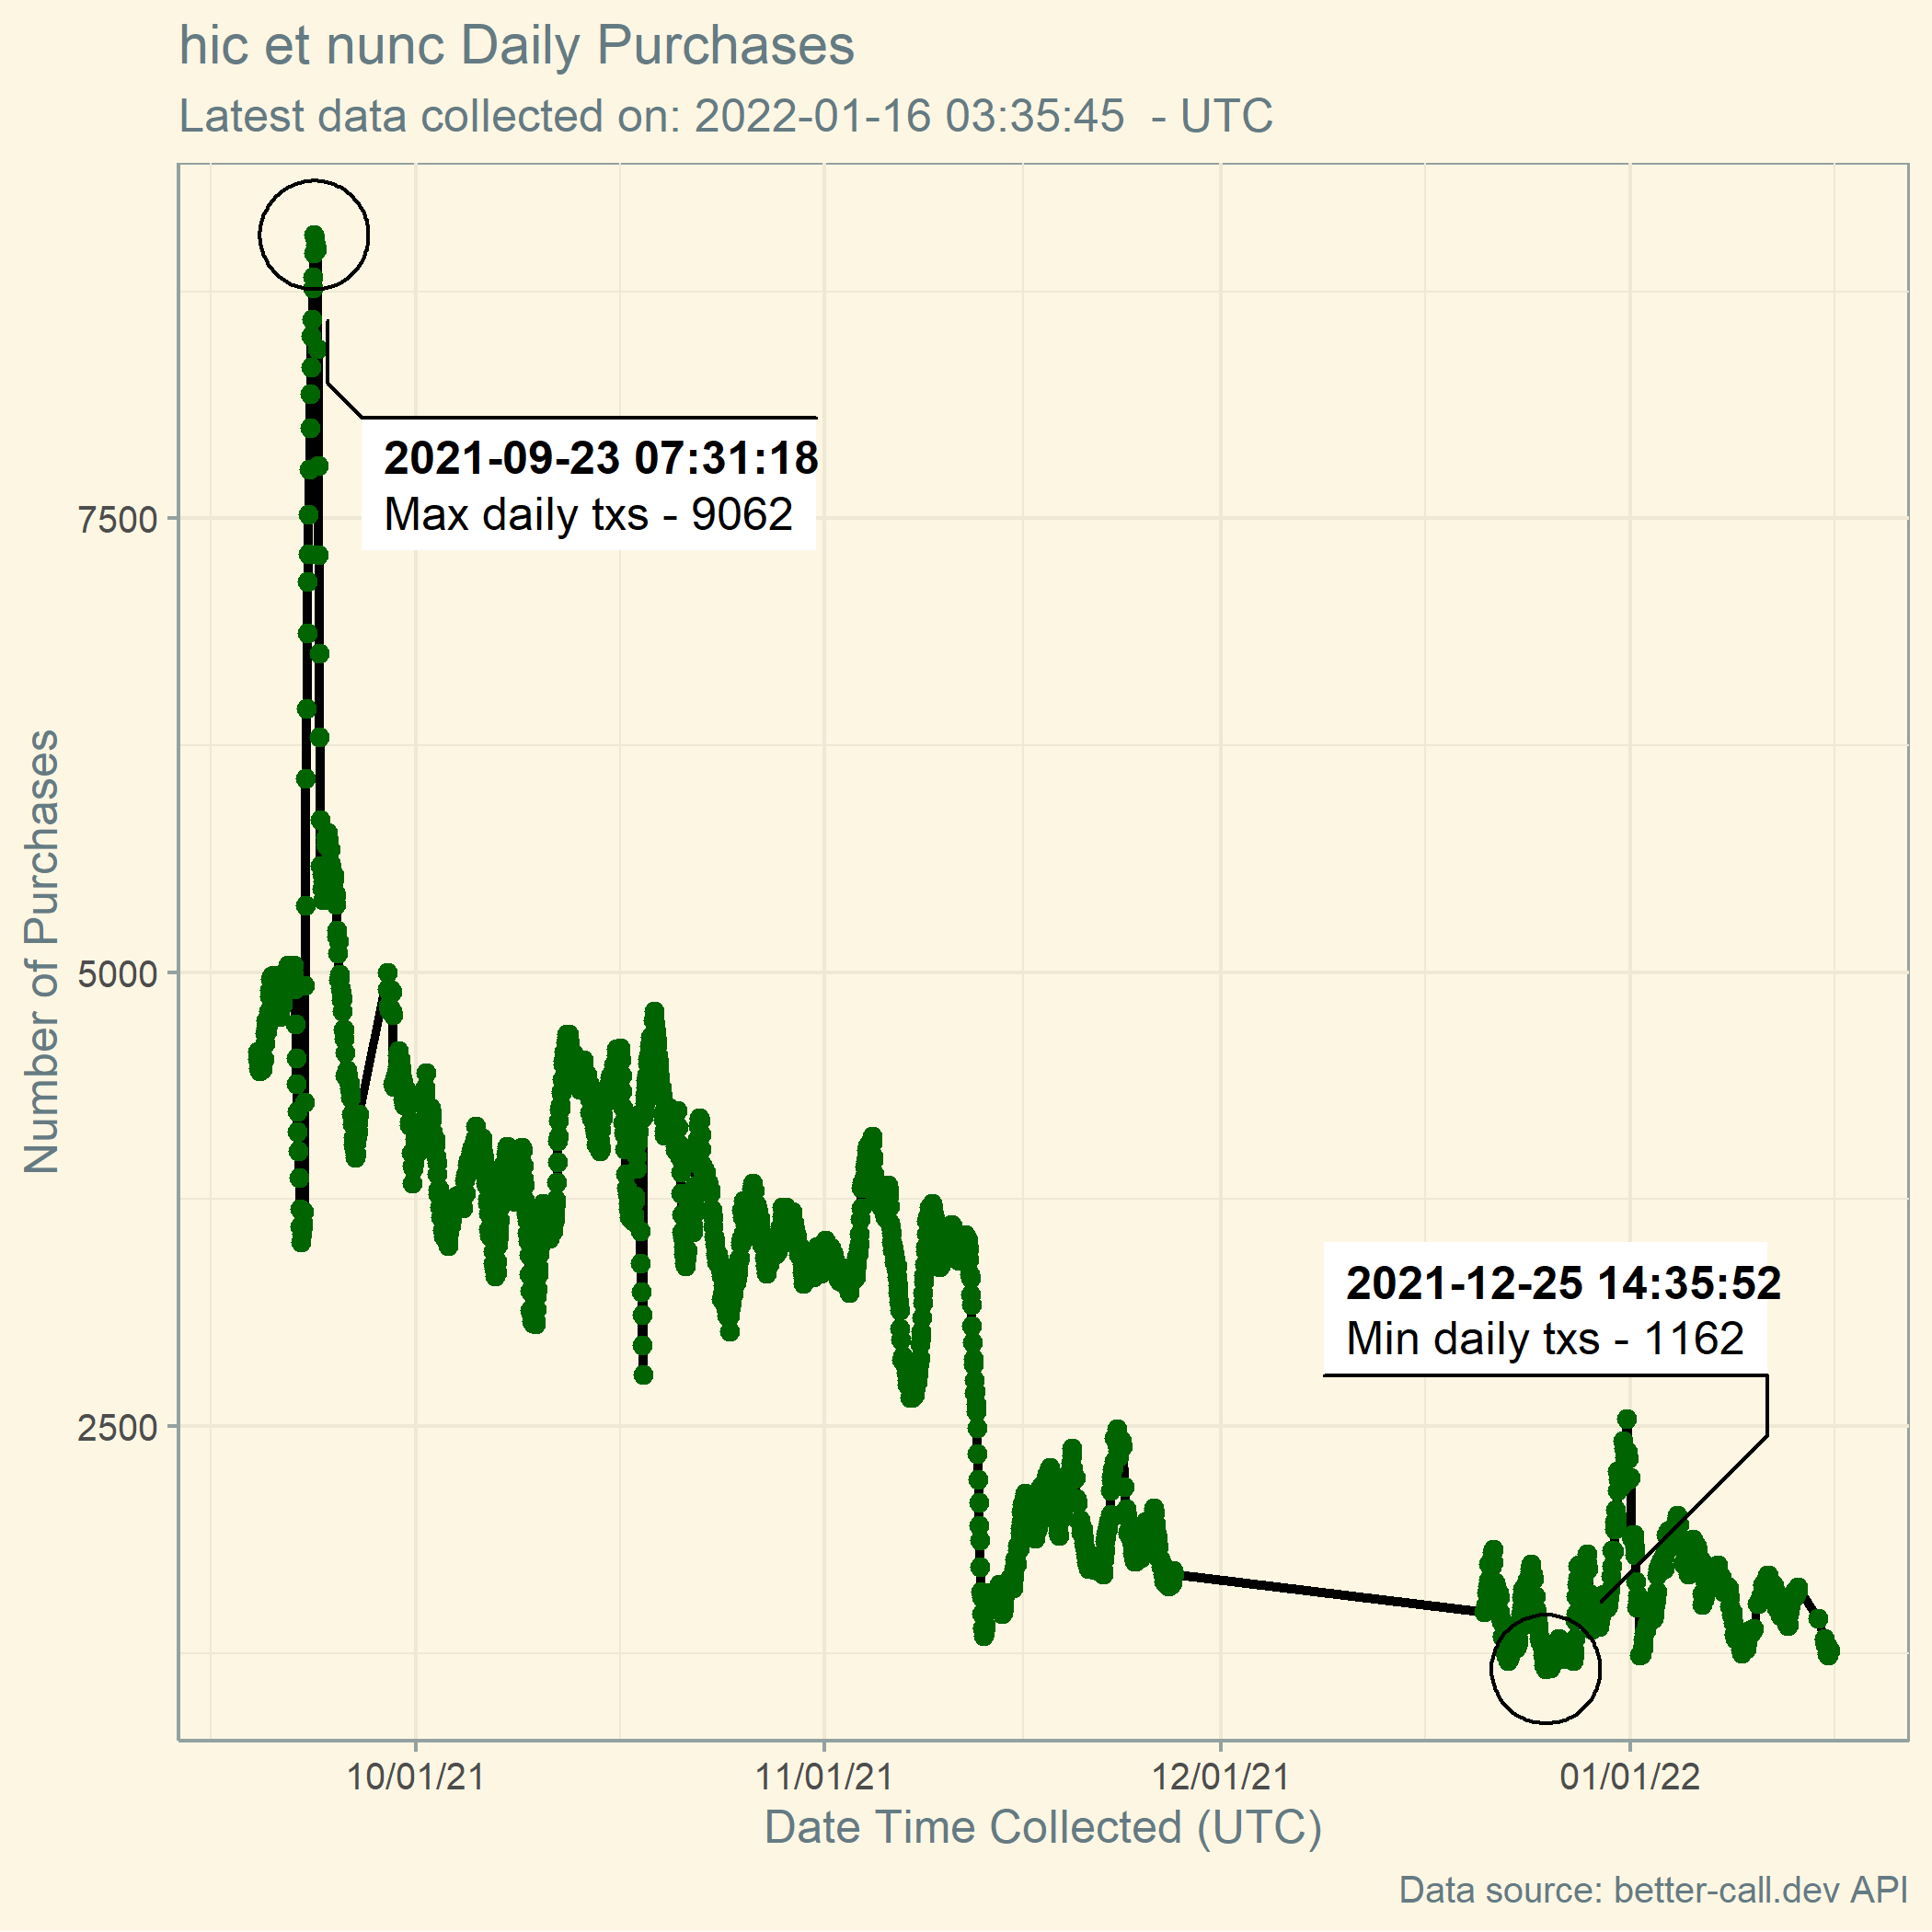 hic et nunc Daily Purchases
Latest data collected on: 2022-01-16 03:35:45  - UTC
Number of Purchases
7500
5000
2500
2021-09-23 07:31:18
Max daily txs - 9062
2021-12-25 14:35:52
Min daily txs - 1162
10/01/21 11/01/21 12/01/21 01/01/22
Date Time Collected (UTC)
Data source: better-call.dev API